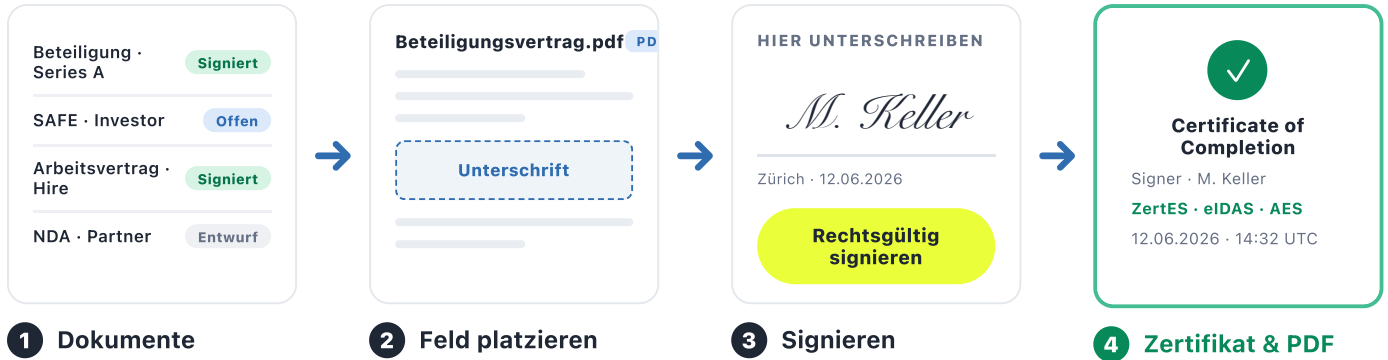 Beteiligung ·
Series A
Signiert
SAFE · Investor
Offen
Arbeitsvertrag ·
Hire
Signiert
NDA · Partner
Entwurf
1 Dokumente
Beteiligungsvertrag.pdf PD
Unterschrift
2 Feld platzieren
HIER UNTERSCHREIBEN
M. Keller
Zürich · 12.06.2026
Rechtsgültig
signieren
3 Signieren
Certificate of
Completion
Signer · M. Keller
ZertES · eIDAS · AES
12.06.2026 · 14:32 UTC
4 Zertifikat & PDF